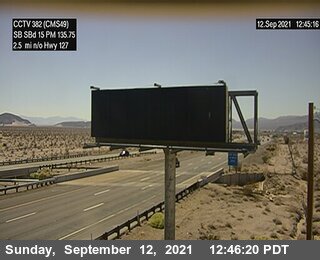 CCTV 382 (CMS49)
SB SBd 15 PM 135.75
2.5 mi n/o Hwy 127
12.Sep 2021 12:45:16
Sunday, September 12, 2021 12:46:20 PDT